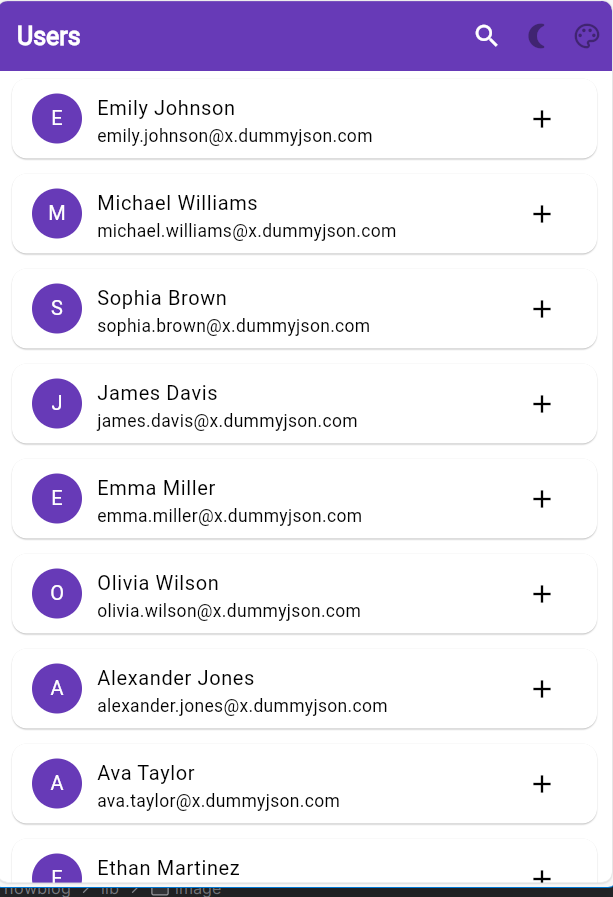 Users
E
Emily Johnson
emily.johnson@x.dummyjson.com
M
Michael Williams
michael.williams@x.dummyjson.com
S
Sophia Brown
sophia.brown@x.dummyjson.com
J
James Davis
james.davis@x.dummyjson.com
E
Emma Miller
emma.miller@x.dummyjson.com
O
Olivia Wilson
olivia.wilson@x.dummyjson.com
A
Alexander Jones
alexander.jones@x.dummyjson.com
A
Ava Taylor
ava.taylor@x.dummyjson.com
E
Ethan Martinez
lib
image